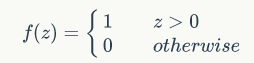 f(z) = { 1 z > 0
0 otherwise